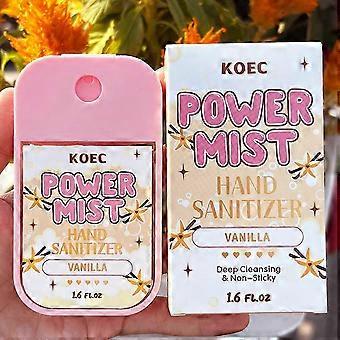 KOEC
POWER
MIST
HAND
SANITIZER
VANILLA
1.6 FL.OZ
KOEC
POWER
MIST
HAND
SANITIZER
VANILLA
Deep Cleansing
& Non-Sticky
1.6 FL.OZ